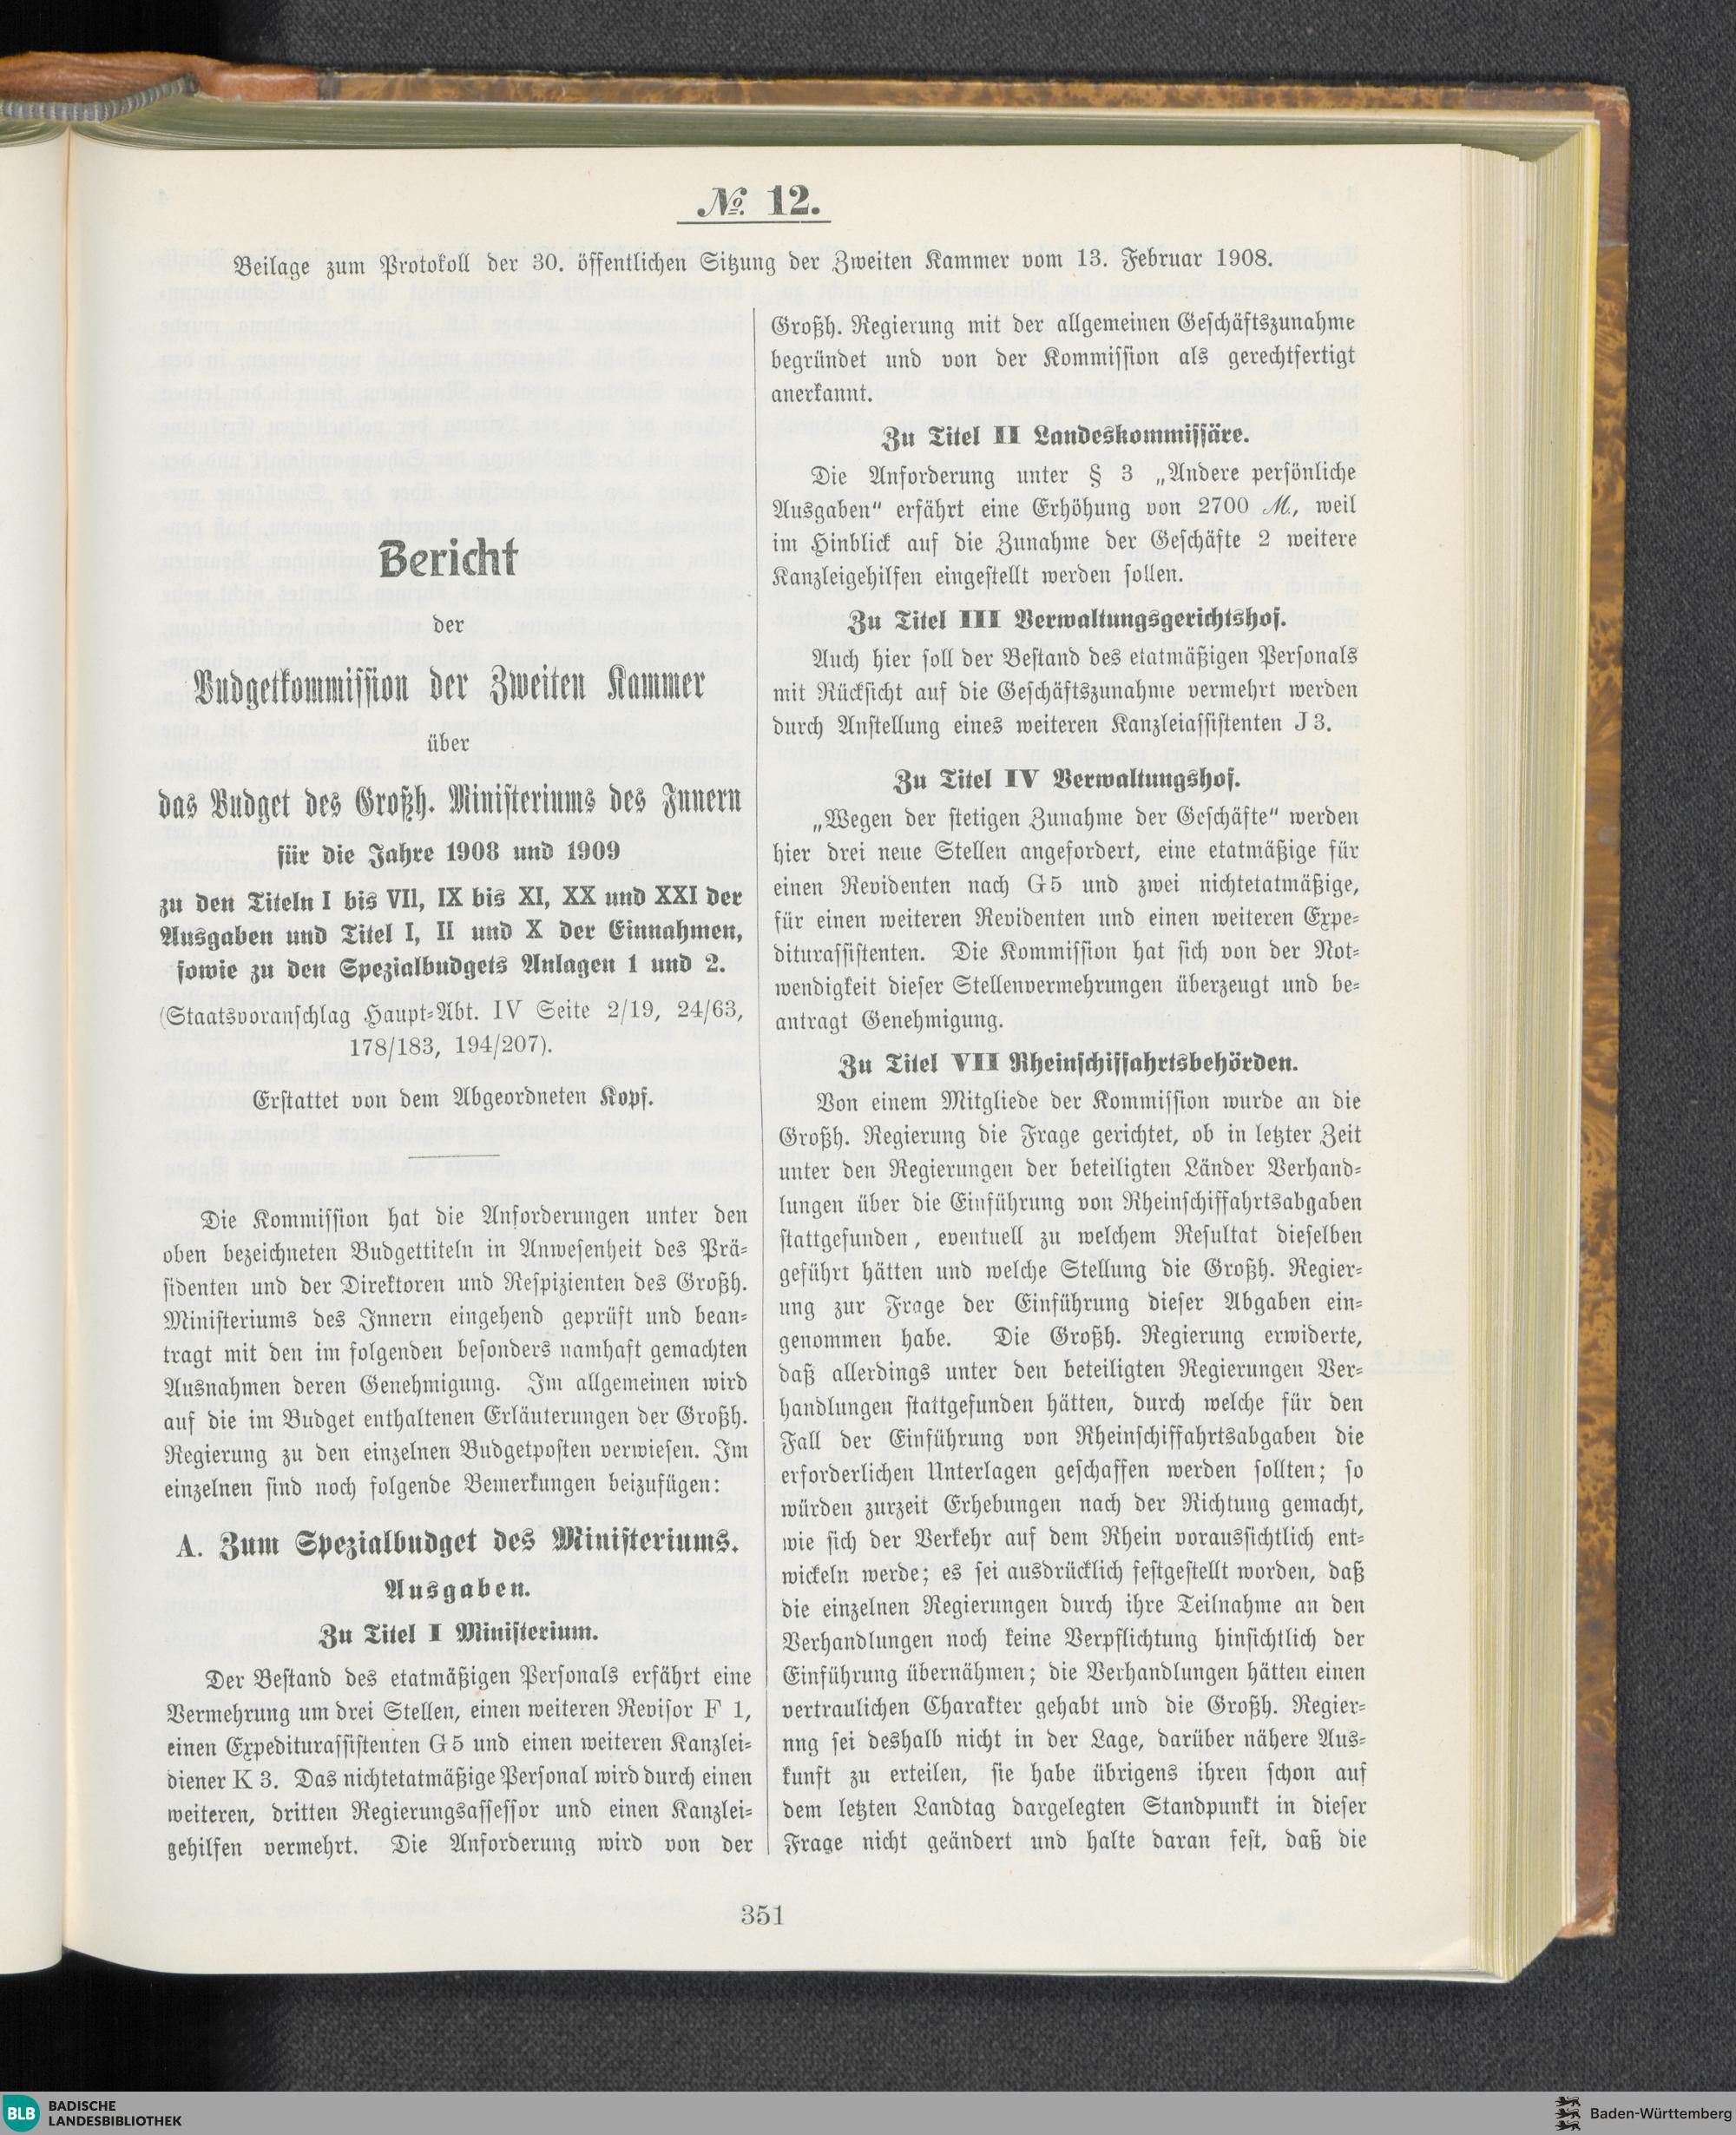 № 12.
Beilage zum Protokoll der 30. öffentlichen Sitzung der Zweiten Kammer vom 13. Februar 1908.
Bericht
der
Budgetkommission der Zweiten Kammer
über
das Budget des Großh. Ministeriums des Innern
für die Jahre 1908 und 1909
zu den Titeln I bis VII, IX bis XI, XX und XXI der
Ausgaben und Titel I, II und X der Einnahmen,
sowie zu den Spezialbudgets Anlagen 1 und 2.
(Staatsvoranschlag Haupt-Abt. IV Seite 2/19, 24/63,
178/183, 194/207).
Erstattet von dem Abgeordneten Kopf.
Die Kommission hat die Anforderungen unter den
oben bezeichneten Budgettiteln in Anwesenheit des Prä-
sidenten und der Direktoren und Respizienten des Großh.
Ministeriums des Innern eingehend geprüft und bean-
tragt mit den im folgenden besonders namhaft gemachten
Ausnahmen deren Genehmigung. Im allgemeinen wird
auf die im Budget enthaltenen Erläuterungen der Großh.
Regierung zu den einzelnen Budgetposten verwiesen. Im
einzelnen sind noch folgende Bemerkungen beizufügen:
A. Zum Spezialbudget des Ministeriums.
Ausgaben.
Zu Titel I Ministerium.
Der Bestand des etatmäßigen Personals erfährt eine
Vermehrung um drei Stellen, einen weiteren Revisor F 1,
einen Expediturassistenten G 5 und einen weiteren Kanzlei-
diener K 3. Das nichtetatmäßige Personal wird durch einen
weiteren, dritten Regierungsassessor und einen Kanzlei-
gehilfen vermehrt. Die Anforderung wird von der
Großh. Regierung mit der allgemeinen Geschäftszunahme
begründet und von der Kommission als gerechtfertigt
anerkannt.
Zu Titel II Landeskommissäre.
Die Anforderung unter § 3 „Andere persönliche
Ausgaben“ erfährt eine Erhöhung von 2700 M., weil
im Hinblick auf die Zunahme der Geschäfte 2 weitere
Kanzleigehilfen eingestellt werden sollen.
Zu Titel III Verwaltungsgerichtshof.
Auch hier soll der Bestand des etatmäßigen Personals
mit Rücksicht auf die Geschäftszunahme vermehrt werden
durch Anstellung eines weiteren Kanzleiassistenten J 3.
Zu Titel IV Verwaltungshof.
„Wegen der stetigen Zunahme der Geschäfte“ werden
hier drei neue Stellen angefordert, eine etatmäßige für
einen Revidenten nach G 5 und zwei nichtetatmäßige,
für einen weiteren Revidenten und einen weiteren Expe-
diturassistenten. Die Kommission hat sich von der Not-
wendigkeit dieser Stellenvermehrungen überzeugt und be-
antragt Genehmigung.
Zu Titel VII Rheinschiffahrtsbehörden.
Von einem Mitgliede der Kommission wurde an die
Großh. Regierung die Frage gerichtet, ob in letzter Zeit
unter den Regierungen der beteiligten Länder Verhand-
lungen über die Einführung von Rheinschiffahrtsabgaben
stattgefunden, eventuell zu welchem Resultat dieselben
geführt hätten und welche Stellung die Großh. Regier-
ung zur Frage der Einführung dieser Abgaben ein-
genommen habe. Die Großh. Regierung erwiderte,
daß allerdings unter den beteiligten Regierungen Ver-
handlungen stattgefunden hätten, durch welche für den
Fall der Einführung von Rheinschiffahrtsabgaben die
erforderlichen Unterlagen geschaffen werden sollten; so
würden zurzeit Erhebungen nach der Richtung gemacht,
wie sich der Verkehr auf dem Rhein voraussichtlich ent-
wickeln werde; es sei ausdrücklich festgestellt worden, daß
die einzelnen Regierungen durch ihre Teilnahme an den
Verhandlungen noch keine Verpflichtung hinsichtlich der
Einführung übernähmen; die Verhandlungen hätten einen
vertraulichen Charakter gehabt und die Großh. Regier-
nng sei deshalb nicht in der Lage, darüber nähere Aus-
kunft zu erteilen, sie habe übrigens ihren schon auf
dem letzten Landtag dargelegten Standpunkt in dieser
Frage nicht geändert und halte daran fest, daß die
351
BLB BADISCHE
LANDESBIBLIOTHEK
Baden-Württemberg